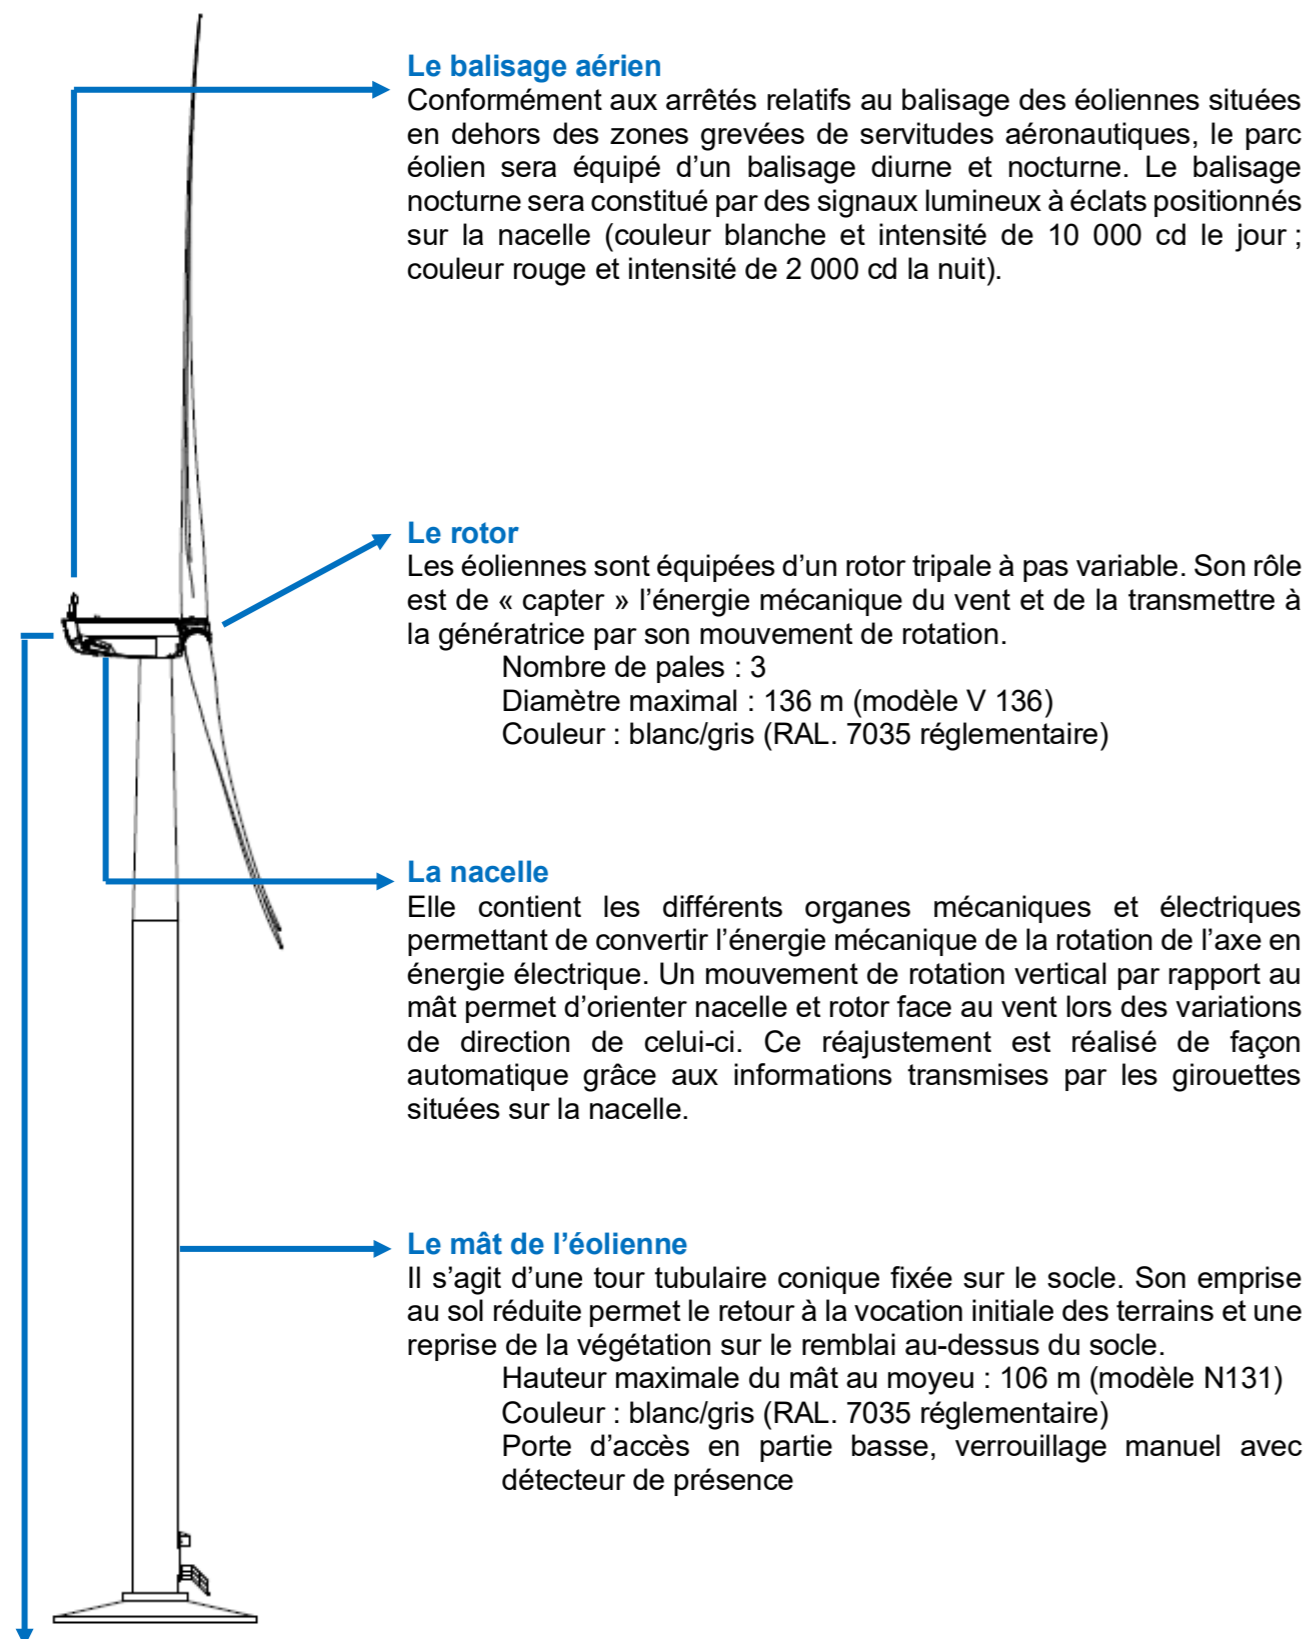 Le balisage aérien
Conformément aux arrêtés relatifs au balisage des éoliennes situées
en dehors des zones grevées de servitudes aéronautiques, le parc
éolien sera équipé d’un balisage diurne et nocturne. Le balisage
nocturne sera constitué par des signaux lumineux à éclats positionnés
sur la nacelle (couleur blanche et intensité de 10 000 cd le jour ;
couleur rouge et intensité de 2 000 cd la nuit).
Le rotor
Les éoliennes sont équipées d’un rotor tripale à pas variable. Son rôle
est de « capter » l’énergie mécanique du vent et de la transmettre à
la génératrice par son mouvement de rotation.
Nombre de pales : 3
Diamètre maximal : 136 m (modèle V 136)
Couleur : blanc/gris (RAL. 7035 réglementaire)
La nacelle
Elle contient les différents organes mécaniques et électriques
permettant de convertir l’énergie mécanique de la rotation de l’axe en
énergie électrique. Un mouvement de rotation vertical par rapport au
mât permet d’orienter nacelle et rotor face au vent lors des variations
de direction de celui-ci. Ce réajustement est réalisé de façon
automatique grâce aux informations transmises par les girouettes
situées sur la nacelle.
Le mât de l’éolienne
Il s’agit d’une tour tubulaire conique fixée sur le socle. Son emprise
au sol réduite permet le retour à la vocation initiale des terrains et une
reprise de la végétation sur le remblai au-dessus du socle.
Hauteur maximale du mât au moyeu : 106 m (modèle N131)
Couleur : blanc/gris (RAL. 7035 réglementaire)
Porte d’accès en partie basse, verrouillage manuel avec
détecteur de présence